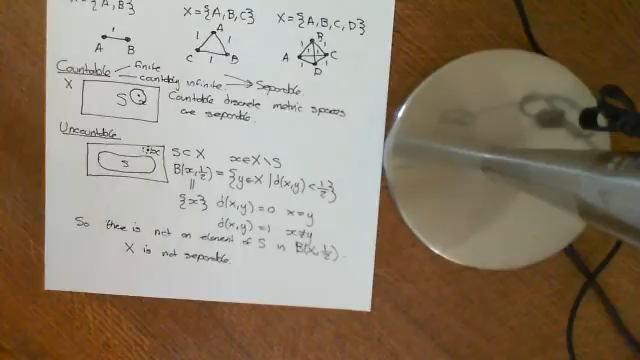 X = {A, B}
X = {A, B, C}
X = {A, B, C, D}
1
A B
A
1 1
C 1 B
B
A C
D
Countable finite
countably infinite → Separable.
X
S
Countable discrete metric spaces
are separable.
Uncountable
S
x
S ⊂ X x ∈ X \ S
B(x, ½) = {y ∈ X | d(x,y) < ½}
||
{x} d(x,y) = 0 x = y
d(x,y) = 1 x ≠ y
So there is not an element of S in B(x, ½).
X is not separable.